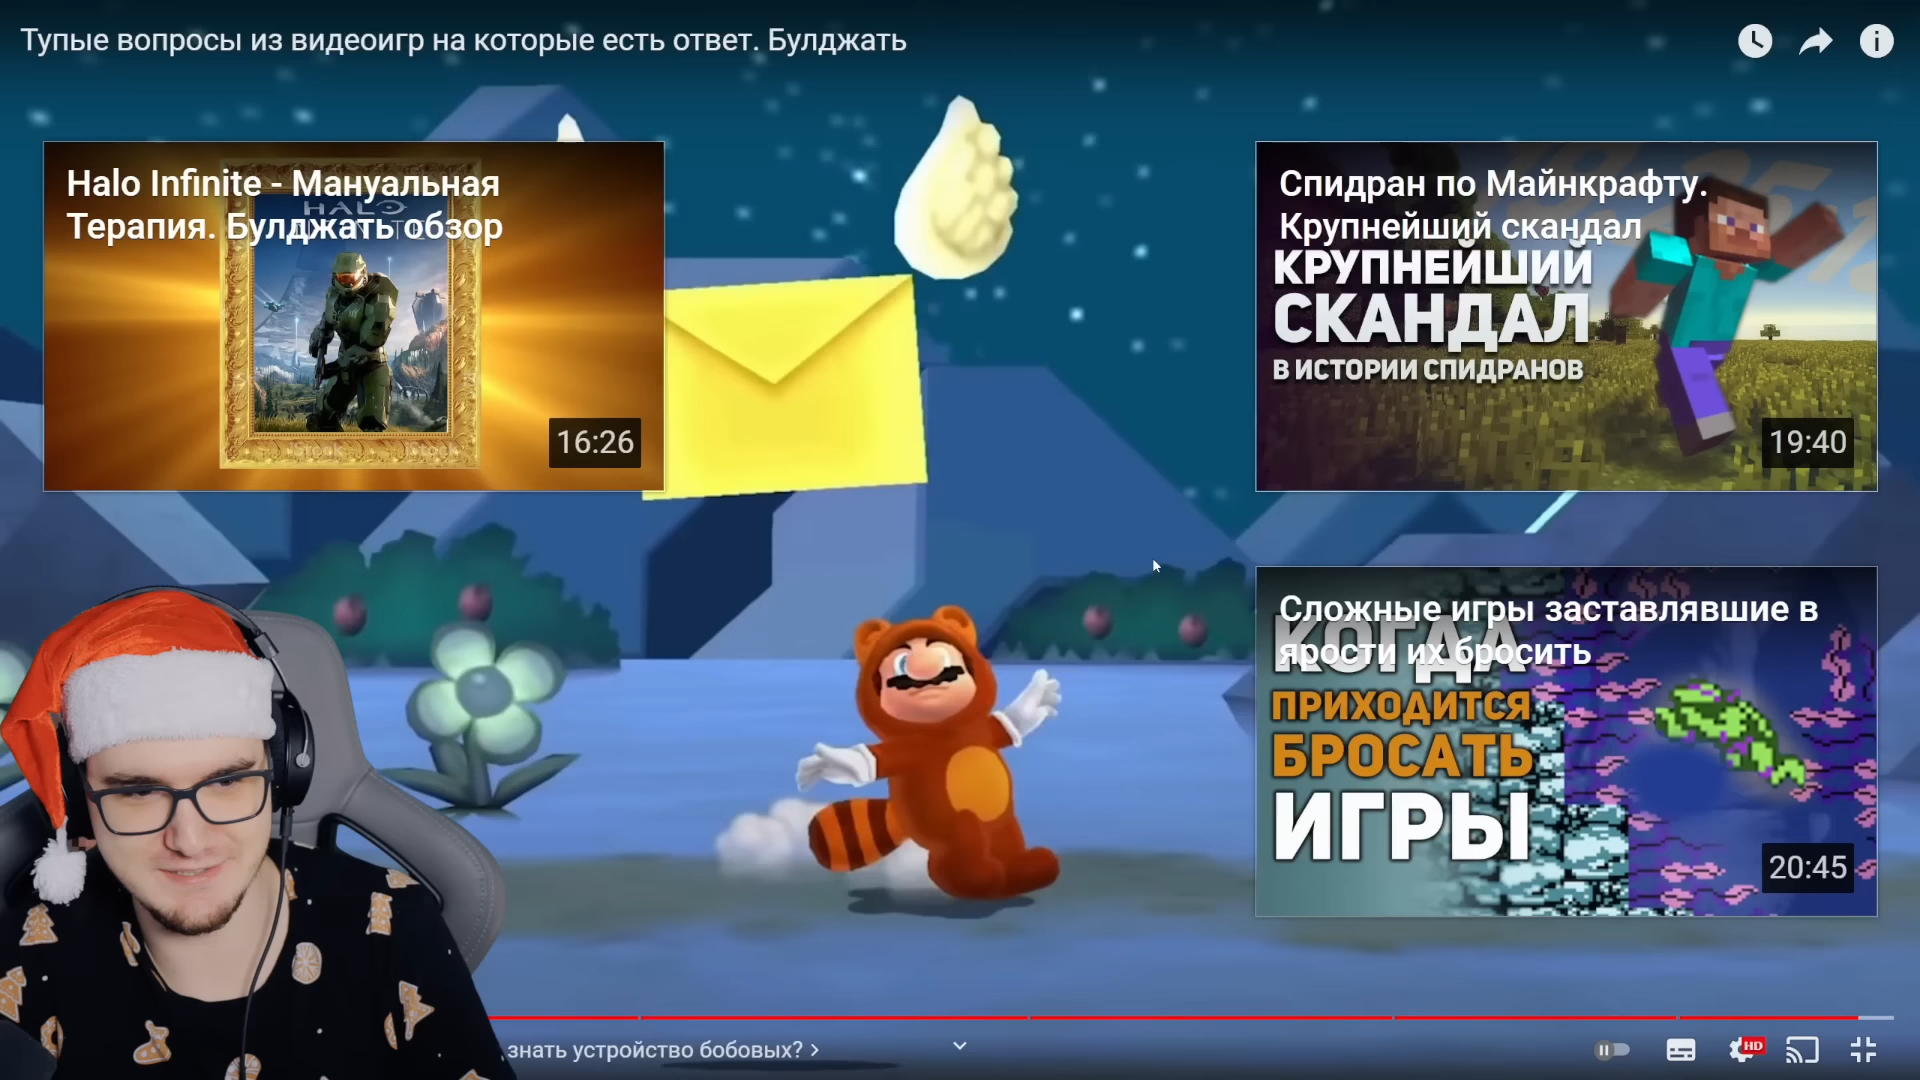 Тупые вопросы из видеоигр на которые есть ответ. Булджать
Halo Infinite - Мануальная
Терапия. Булджать обзор
HALO
16:26
Спидран по Майнкрафту.
Крупнейший скандал
КРУПНЕЙШИЙ
СКАНДАЛ
В ИСТОРИИ СПИДРАНОВ
19:40
Сложные игры заставлявшие в
ярости их бросить
КОГДА
ПРИХОДИТСЯ
БРОСАТЬ
ИГРЫ
20:45
знать устройство бобовых? ›
HD